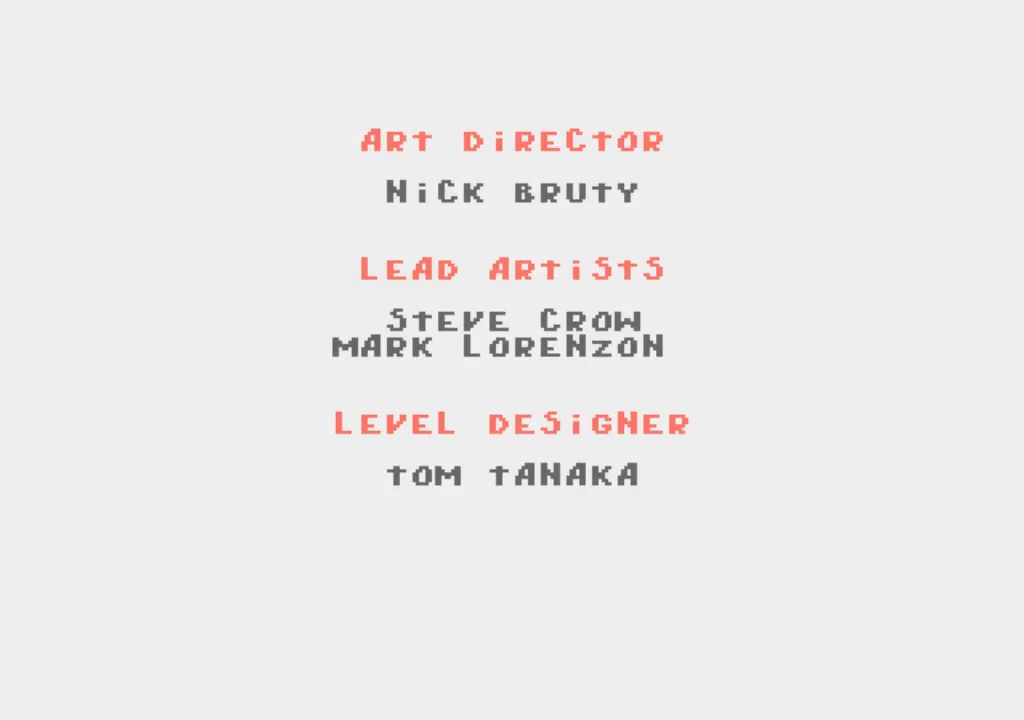 ART DiRECTOR
NiCK BRUTY
LEAD ARTiSTS
STEVE CROW
MARK LORENZON
LEVEL DESiGNER
TOM TANAKA